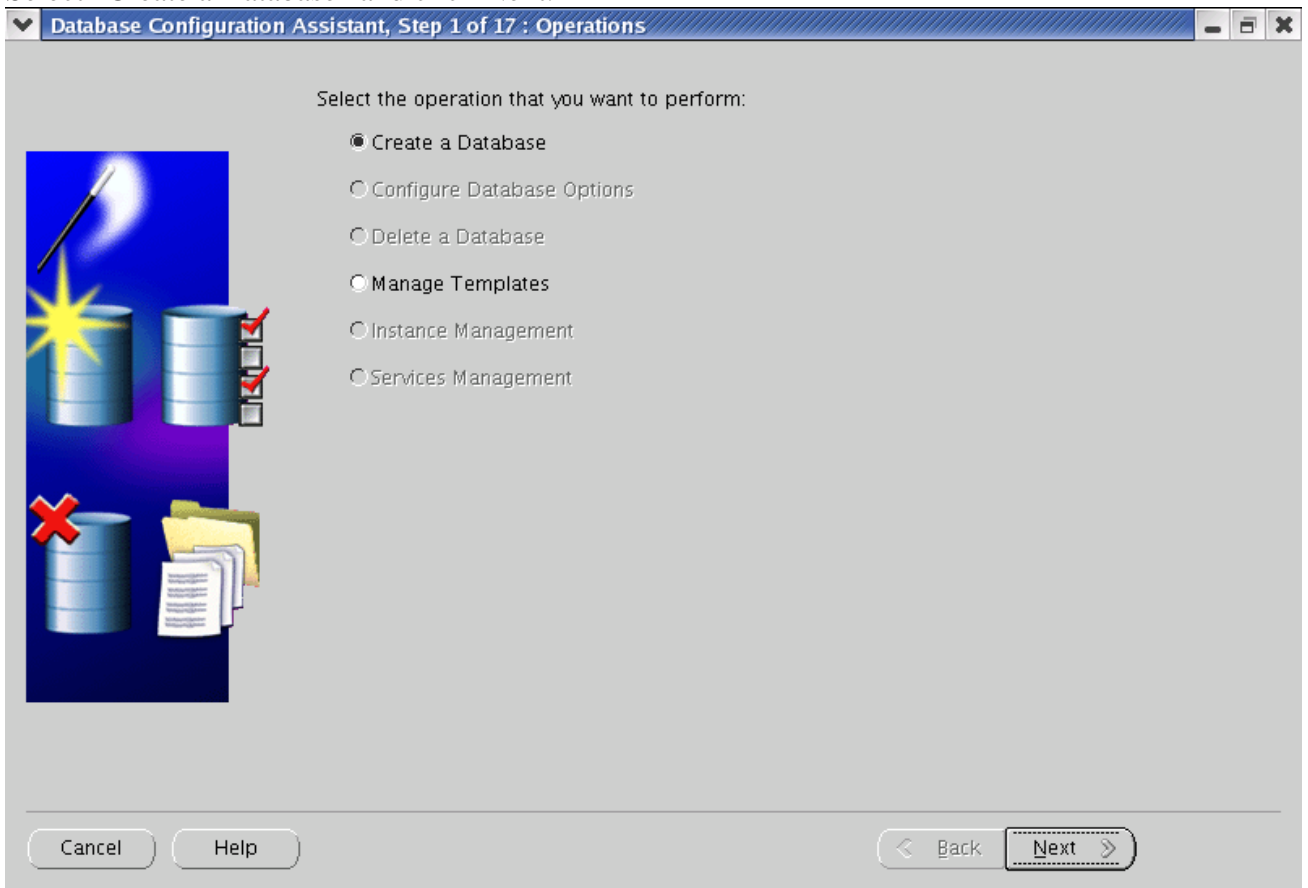 Database Configuration Assistant, Step 1 of 17 : Operations
Select the operation that you want to perform:
Create a Database
Configure Database Options
Delete a Database
Manage Templates
Instance Management
Services Management
Cancel
Help
Back
Next